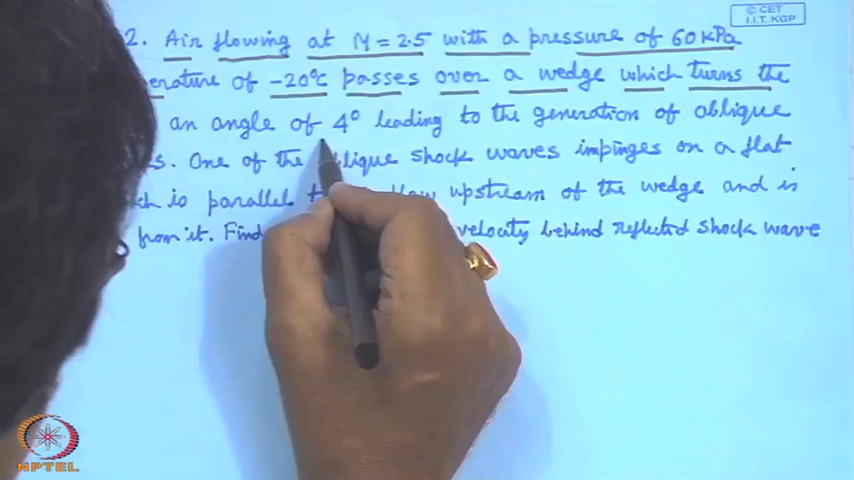 © CET
I.I.T. KGP
2. Air flowing at M = 2.5 with a pressure of 60 kPa
erature of -20°C passes over a wedge which turns the
an angle of 4° leading to the generation of oblique
s. One of the oblique shock waves impinges on a flat
ch is parallel flow upstream of the wedge and is
from it. Find velocity behind reflected shock wave
NPTEL